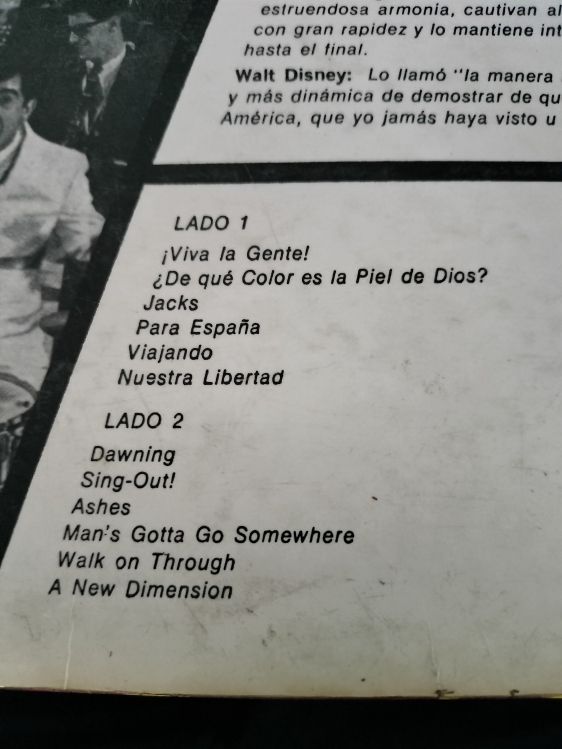 estruendosa armonia, cautivan al
con gran rapidez y lo mantiene int
hasta el final.
Walt Disney: Lo llamó "la manera
y más dinámica de demostrar de qu
América, que yo jamás haya visto u
LADO 1
¡Viva la Gente!
¿De qué Color es la Piel de Dios?
Jacks
Para España
Viajando
Nuestra Libertad
LADO 2
Dawning
Sing-Out!
Ashes
Man's Gotta Go Somewhere
Walk on Through
A New Dimension